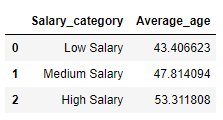 Salary_category Average_age
0 Low Salary 43.406623
1 Medium Salary 47.814094
2 High Salary 53.311808